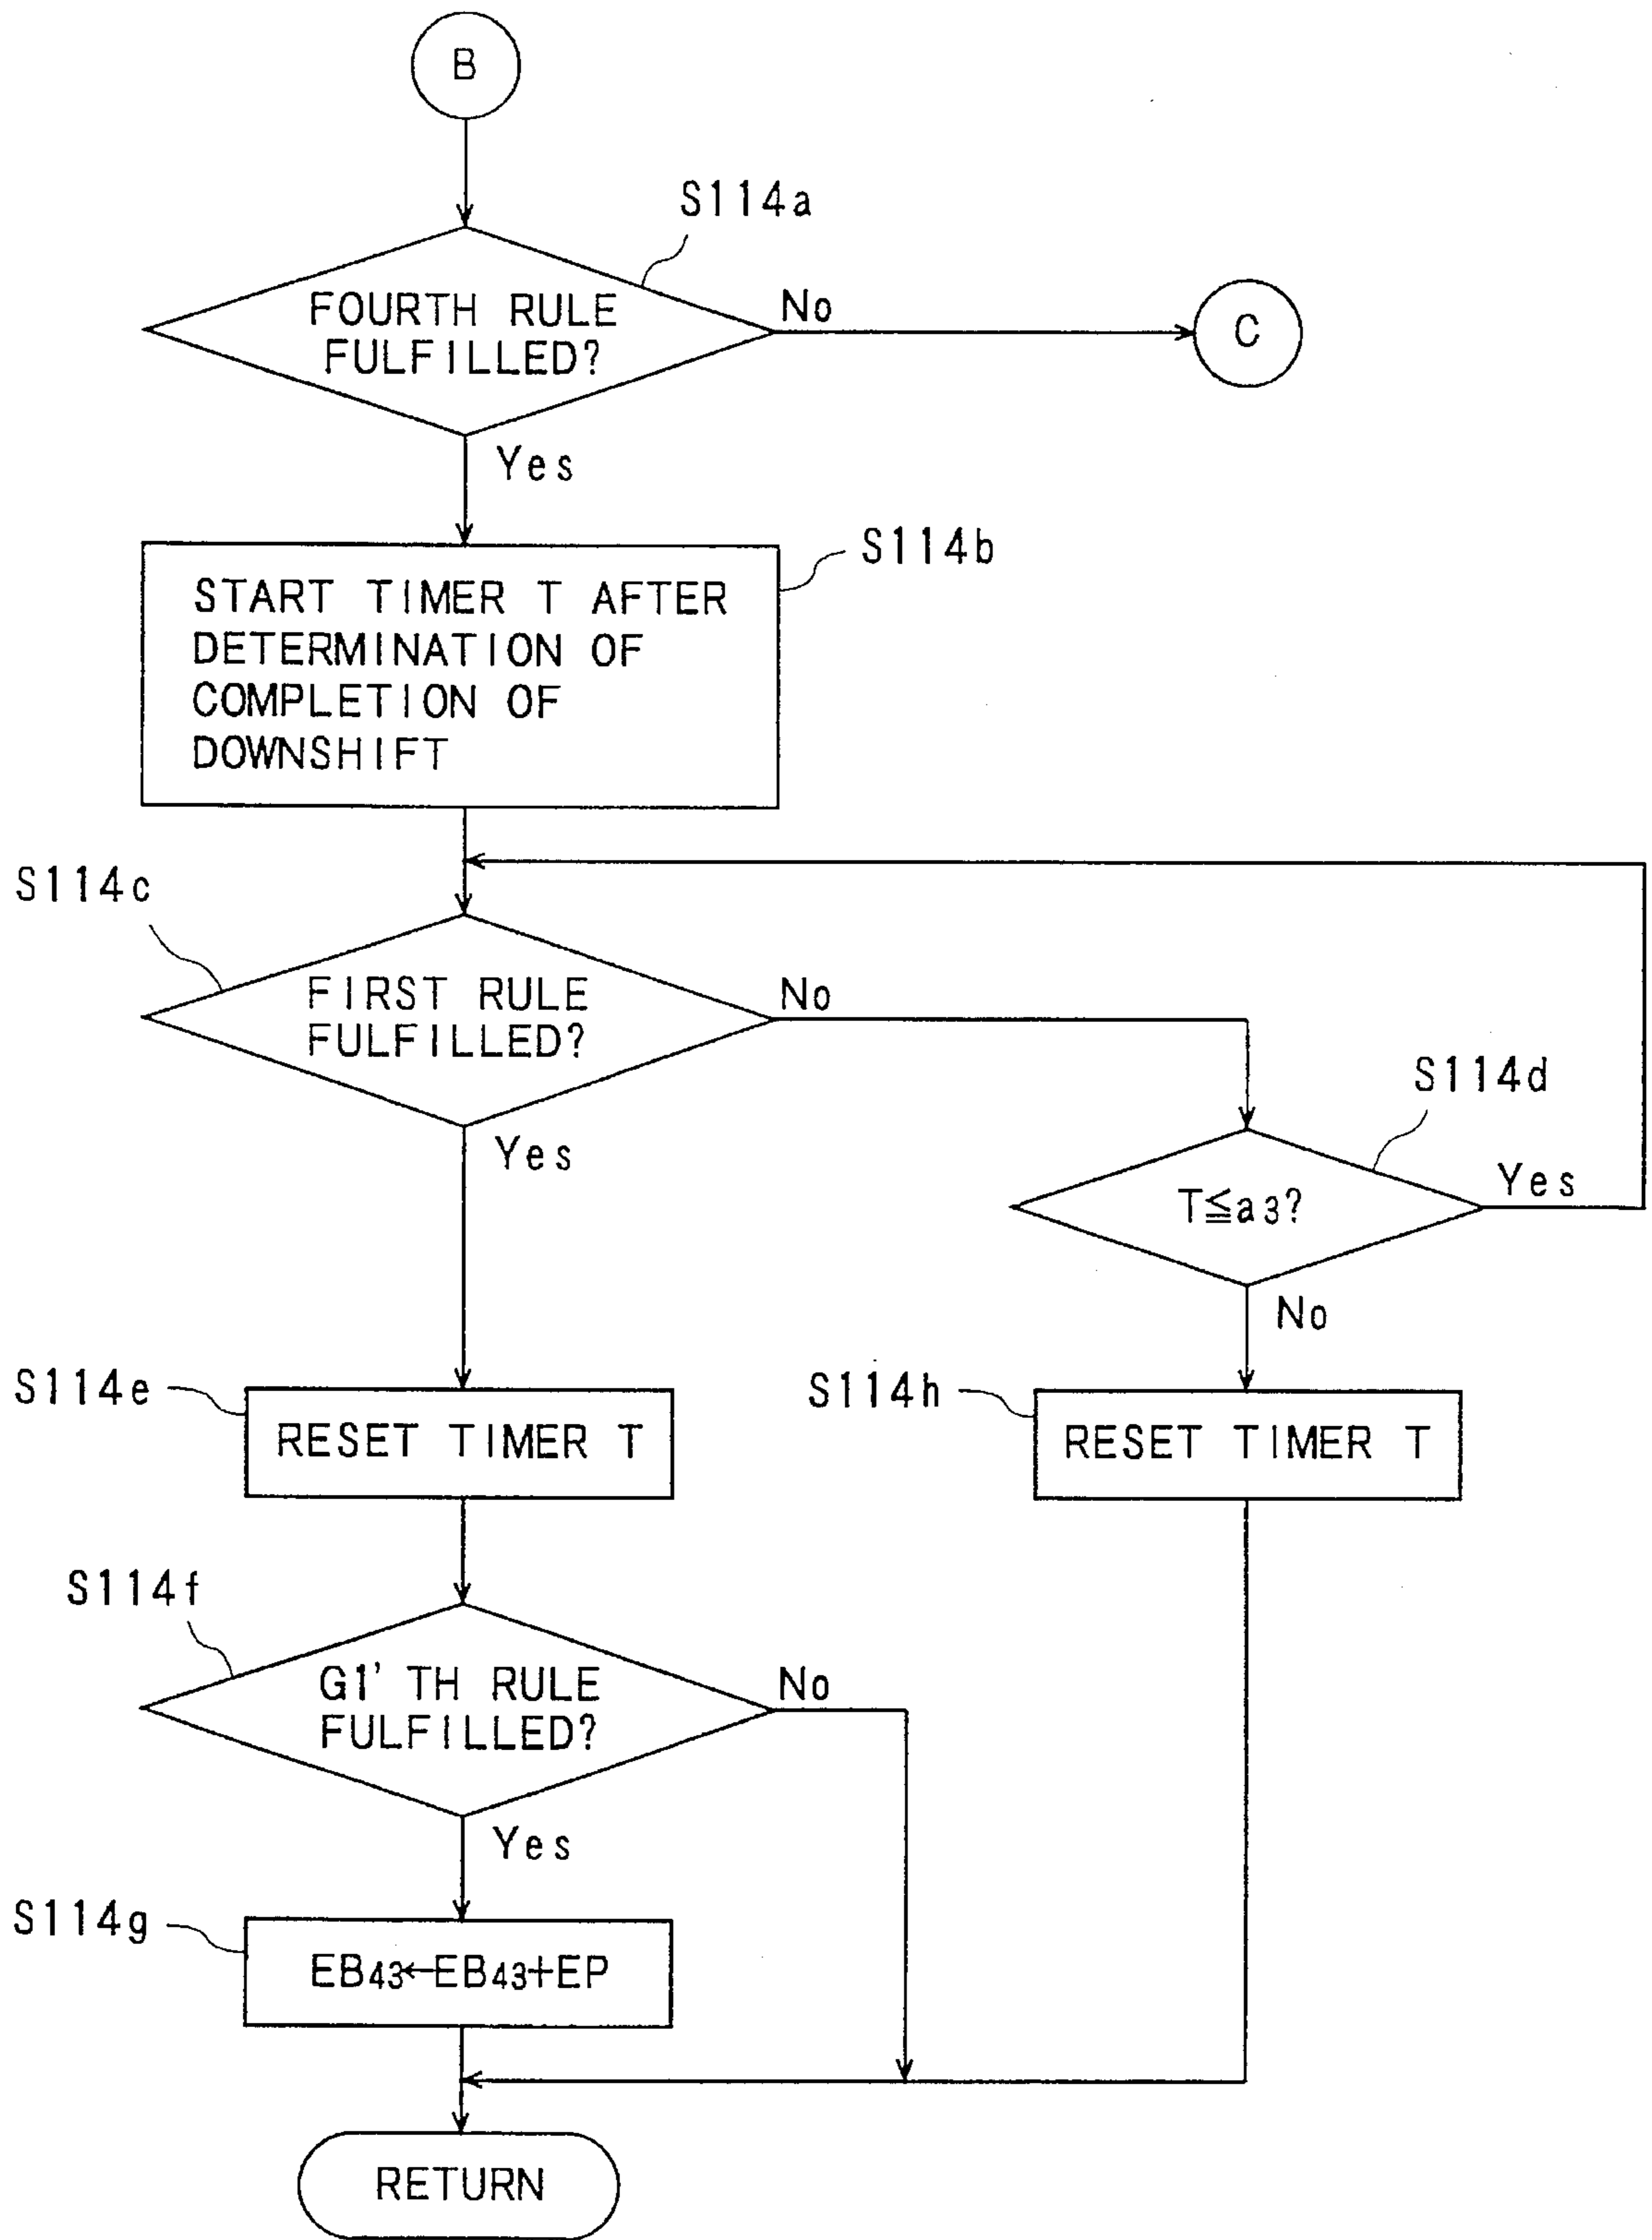 B
S114a
FOURTH RULE
FULFILLED?
No
C
Yes
S114b
START TIMER T AFTER
DETERMINATION OF
COMPLETION OF
DOWNSHIFT
S114c
FIRST RULE
FULFILLED?
No
S114d
T≦a3?
Yes
Yes
No
S114e
RESET TIMER T
S114h
RESET TIMER T
S114f
G1' TH RULE
FULFILLED?
No
Yes
S114g
EB43←EB43+EP
RETURN